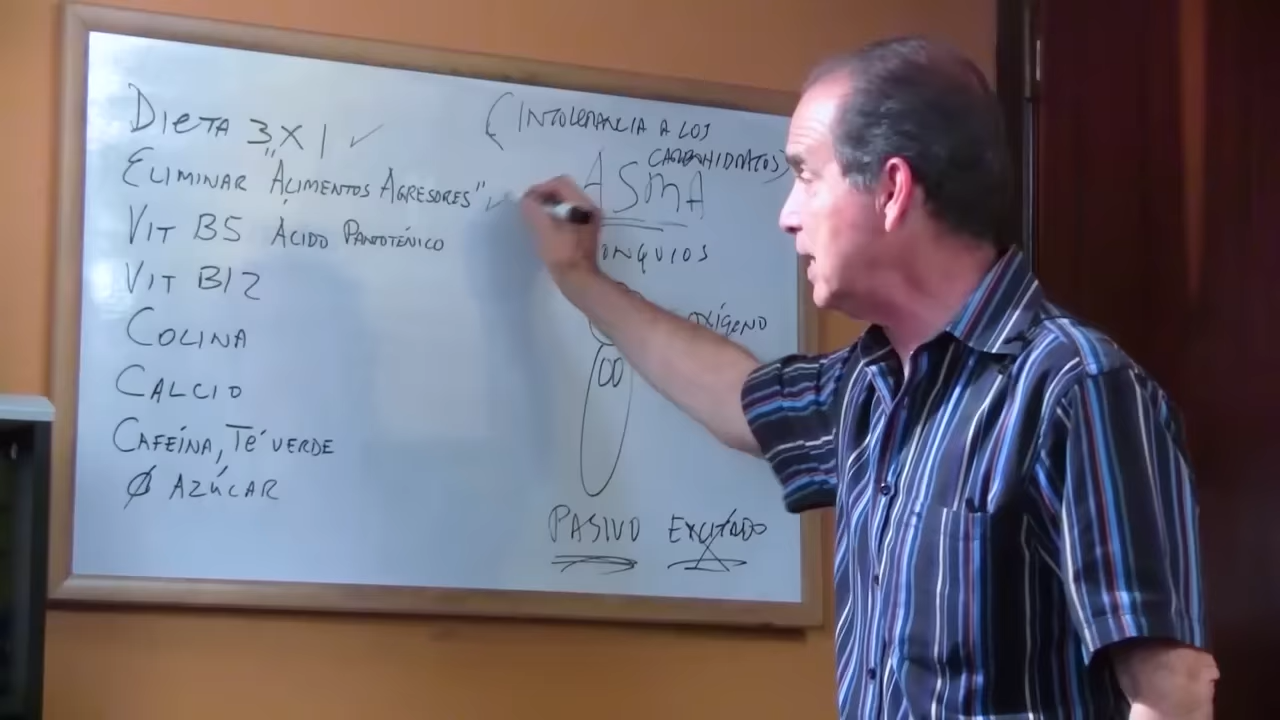 DIETA 3 X 1 ✓
ELIMINAR "ALIMENTOS AGRESORES" ✓
VIT B5 ÁCIDO PANTOTÉNICO
VIT B12
COLINA
CALCIO
CAFEÍNA, TÉ VERDE
Ø AZÚCAR
(INTOLERANCIA A LOS
CARBOHIDRATOS)
ASMA
OXÍGENO
PASIVO EXCITADO